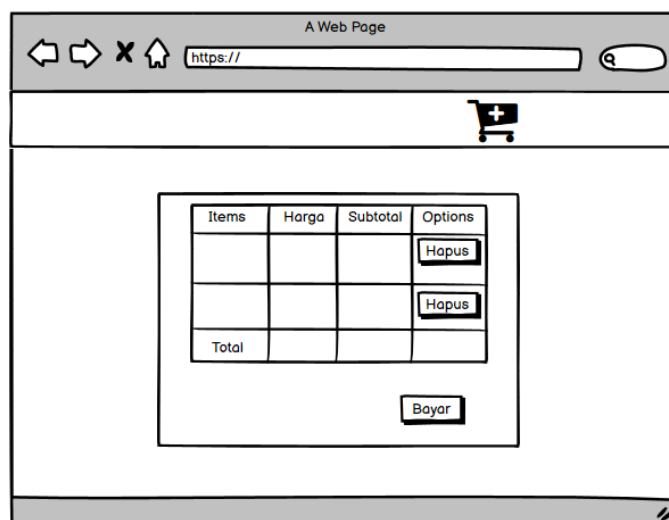 A Web Page
https://
Items Harga Subtotal Options
Hapus
Hapus
Total
Bayar